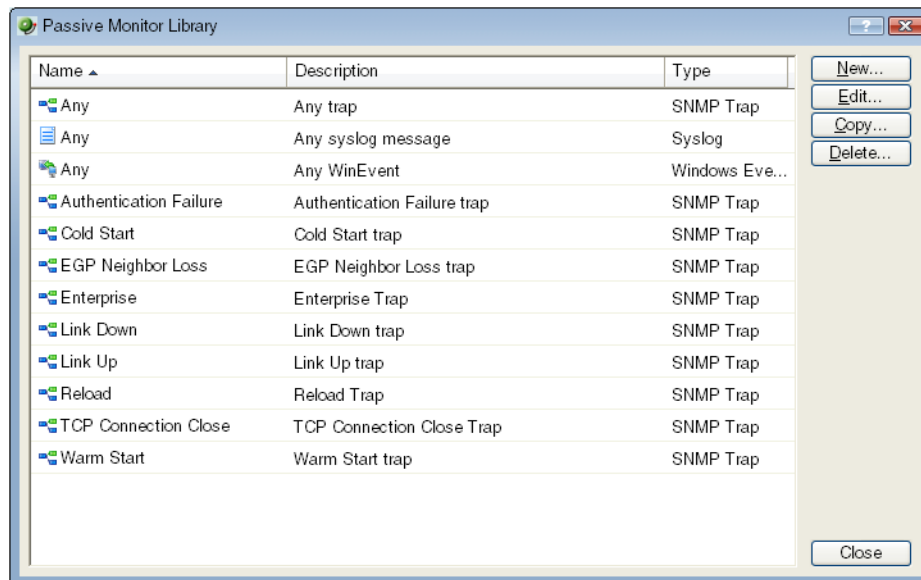 Passive Monitor Library
?
Name Description Type
Any Any trap SNMP Trap
Any Any syslog message Syslog
Any Any WinEvent Windows Eve...
Authentication Failure Authentication Failure trap SNMP Trap
Cold Start Cold Start trap SNMP Trap
EGP Neighbor Loss EGP Neighbor Loss trap SNMP Trap
Enterprise Enterprise Trap SNMP Trap
Link Down Link Down trap SNMP Trap
Link Up Link Up trap SNMP Trap
Reload Reload Trap SNMP Trap
TCP Connection Close TCP Connection Close Trap SNMP Trap
Warm Start Warm Start trap SNMP Trap
New...
Edit...
Copy...
Delete...
Close